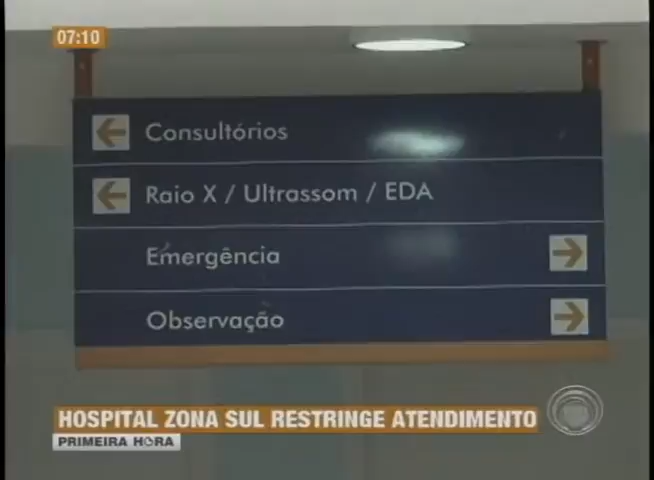 07:10
Consultórios
Raio X / Ultrassom / EDA
Emergência
Observação
HOSPITAL ZONA SUL RESTRINGE ATENDIMENTO
PRIMEIRA HORA